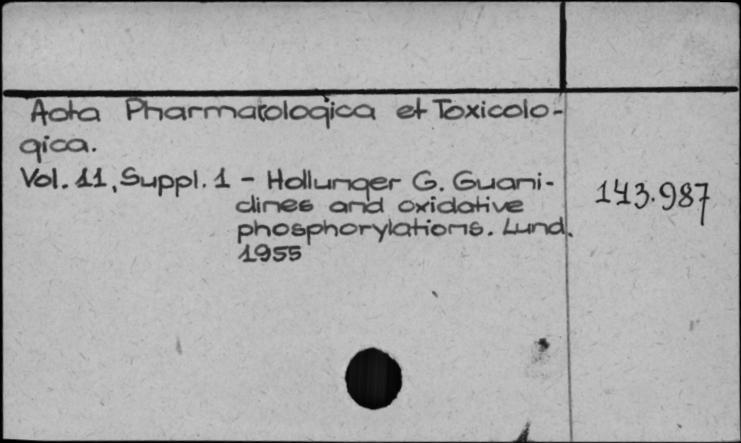 Acta Pharmacologica et Toxicolo-
gica.
Vol. 11, Suppl. 1 - Hollunger G. Guani-
dines and oxidative
phosphorylations. Lund.
1955
143.987